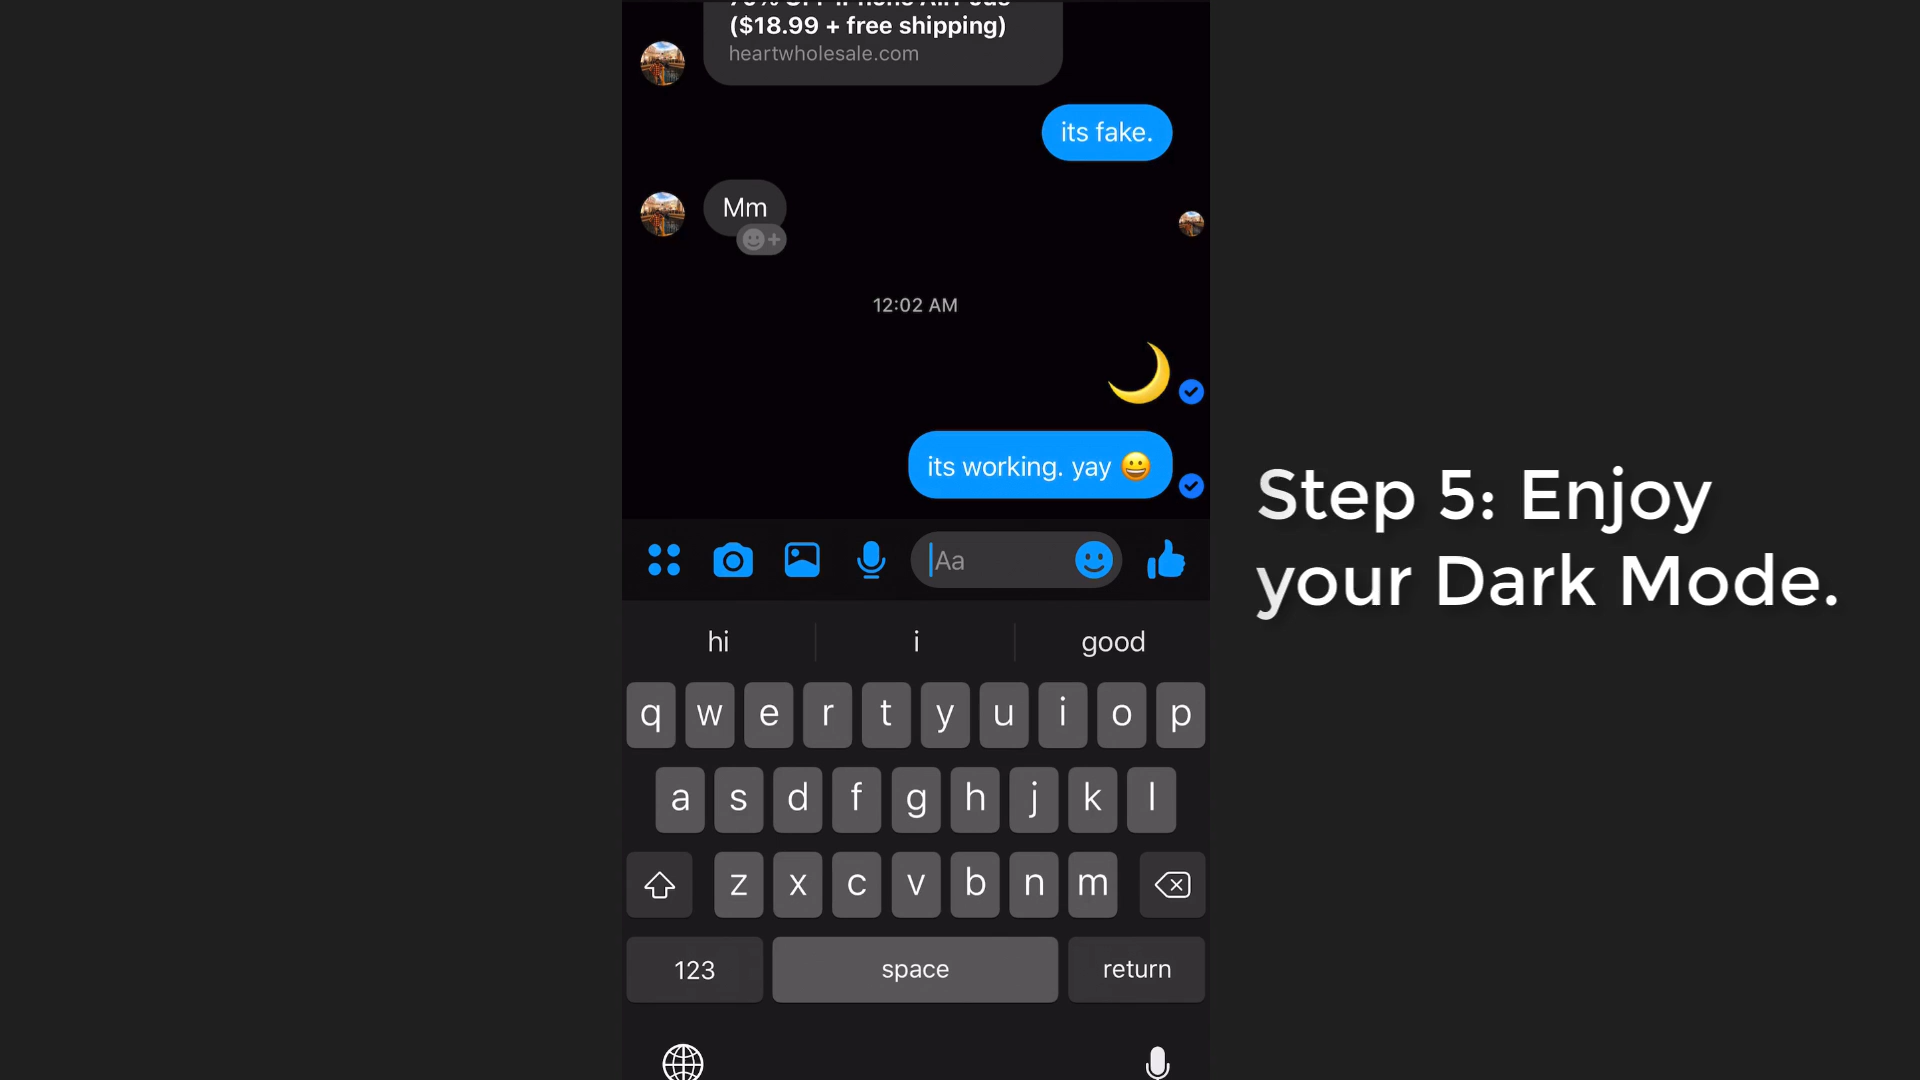 ($18.99 + free shipping)
heartwholesale.com
its fake.
Mm
12:02 AM
its working. yay 😀
Aa
hi i good
q w e r t y u i o p
a s d f g h j k l
z x c v b n m
123 space return
Step 5: Enjoy
your Dark Mode.